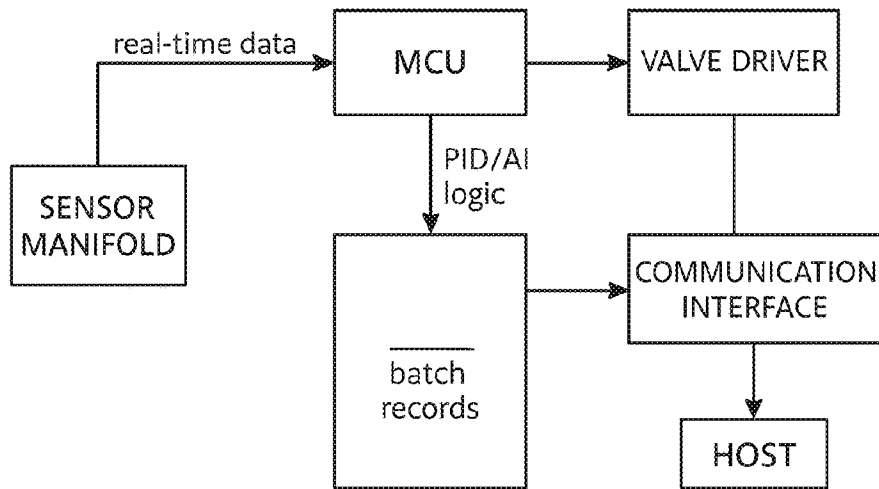 real-time data
MCU
VALVE DRIVER
PID/AI
logic
SENSOR
MANIFOLD
COMMUNICATION
INTERFACE
batch
records
HOST